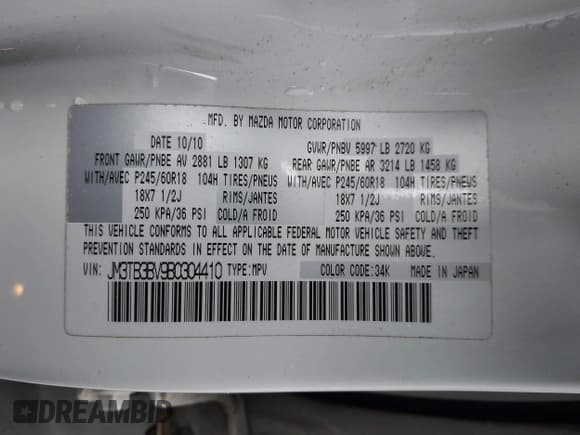 MFD. BY MAZDA MOTOR CORPORATION
DATE 10/10 GVWR/PNBV 5997 LB 2720 KG
FRONT GAWR/PNBE AV 2881 LB 1307 KG REAR GAWR/PNBE AR 3214 LB 1458 KG
WITH/AVEC P245/60R18 104H TIRES/PNEUS WITH/AVEC P245/60R18 104H TIRES/PNEUS
18X7 1/2J RIMS/JANTES 18X7 1/2J RIMS/JANTES
250 KPA/36 PSI COLD/A FROID 250 KPA/36 PSI COLD/A FROID
THIS VEHICLE CONFORMS TO ALL APPLICABLE FEDERAL MOTOR VEHICLE SAFETY AND THEFT
PREVENTION STANDARDS IN EFFECT ON THE DATE OF MANUFACTURE SHOWN ABOVE.
VIN: JM3TB3BV9B0304410 TYPE:MPV COLOR CODE:34K MADE IN JAPAN
DREAMBID